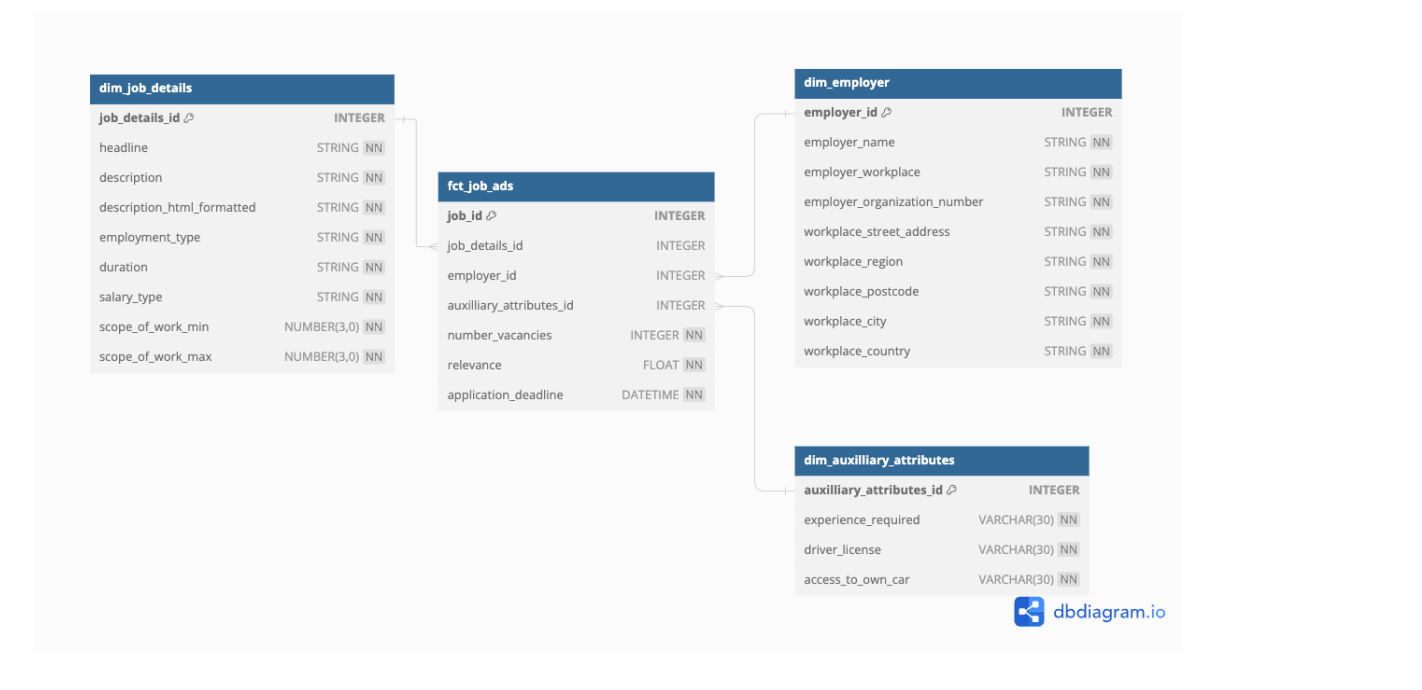 dim_job_details
job_details_id INTEGER
headline STRING NN
description STRING NN
description_html_formatted STRING NN
employment_type STRING NN
duration STRING NN
salary_type STRING NN
scope_of_work_min NUMBER(3,0) NN
scope_of_work_max NUMBER(3,0) NN
fct_job_ads
job_id INTEGER
job_details_id INTEGER
employer_id INTEGER
auxilliary_attributes_id INTEGER
number_vacancies INTEGER NN
relevance FLOAT NN
application_deadline DATETIME NN
dim_employer
employer_id INTEGER
employer_name STRING NN
employer_workplace STRING NN
employer_organization_number STRING NN
workplace_street_address STRING NN
workplace_region STRING NN
workplace_postcode STRING NN
workplace_city STRING NN
workplace_country STRING NN
dim_auxilliary_attributes
auxilliary_attributes_id INTEGER
experience_required VARCHAR(30) NN
driver_license VARCHAR(30) NN
access_to_own_car VARCHAR(30) NN
dbdiagram.io